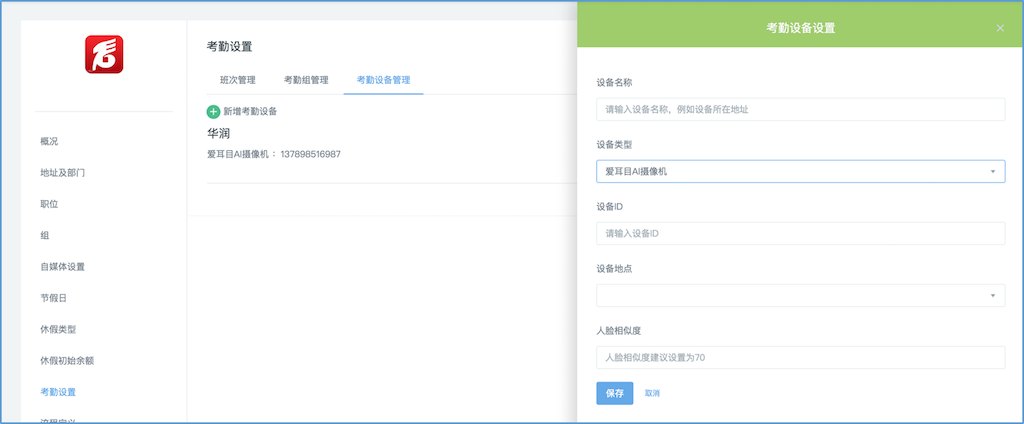 概况
地址及部门
职位
组
自媒体设置
节假日
休假类型
休假初始余额
考勤设置
考勤设置
班次管理
考勤组管理
考勤设备管理
新增考勤设备
华润
爱耳目AI摄像机： 137898516987
考勤设备设置
设备名称
请输入设备名称，例如设备所在地址
设备类型
爱耳目AI摄像机
设备ID
请输入设备ID
设备地点
人脸相似度
人脸相似度建议设置为70
保存
取消